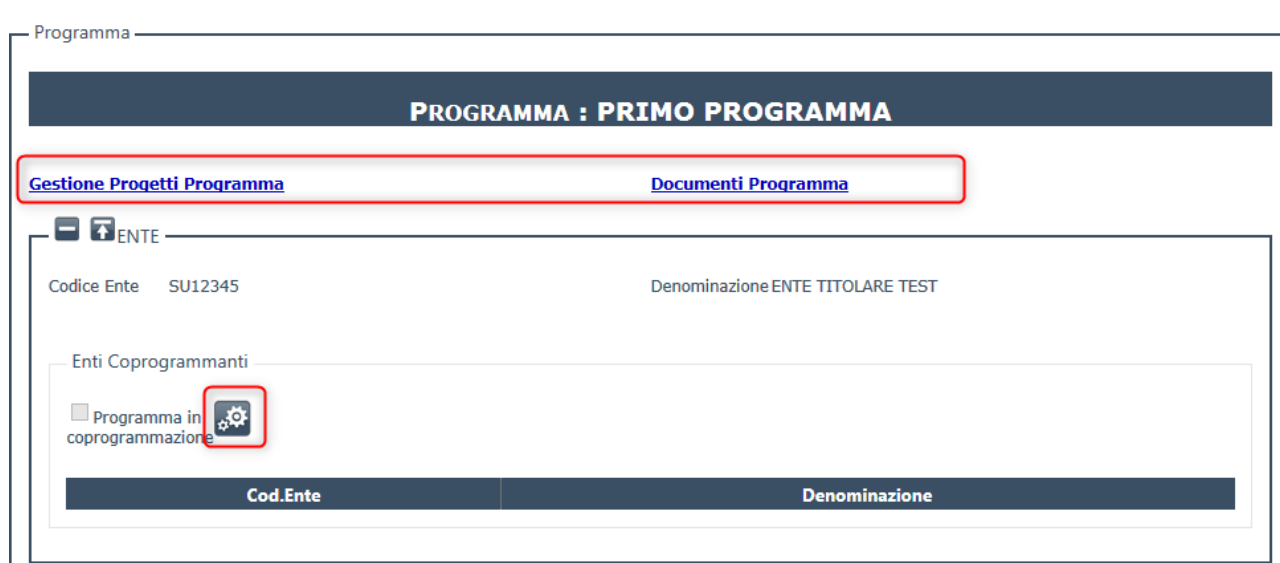 Programma
PROGRAMMA : PRIMO PROGRAMMA
Gestione Progetti Programma Documenti Programma
ENTE
Codice Ente SU12345 Denominazione ENTE TITOLARE TEST
Enti Coprogrammanti
Programma in
coprogrammazione
Cod.Ente Denominazione